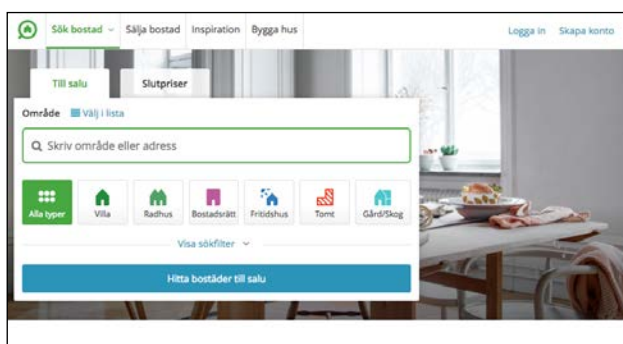 Sök bostad Sälja bostad Inspiration Bygga hus Logga in Skapa konto
Till salu Slutpriser
Område Välj i lista
Skriv område eller adress
Alla typer Villa Radhus Bostadsrätt Fritidshus Tomt Gård/Skog
Visa sökfilter
Hitta bostäder till salu